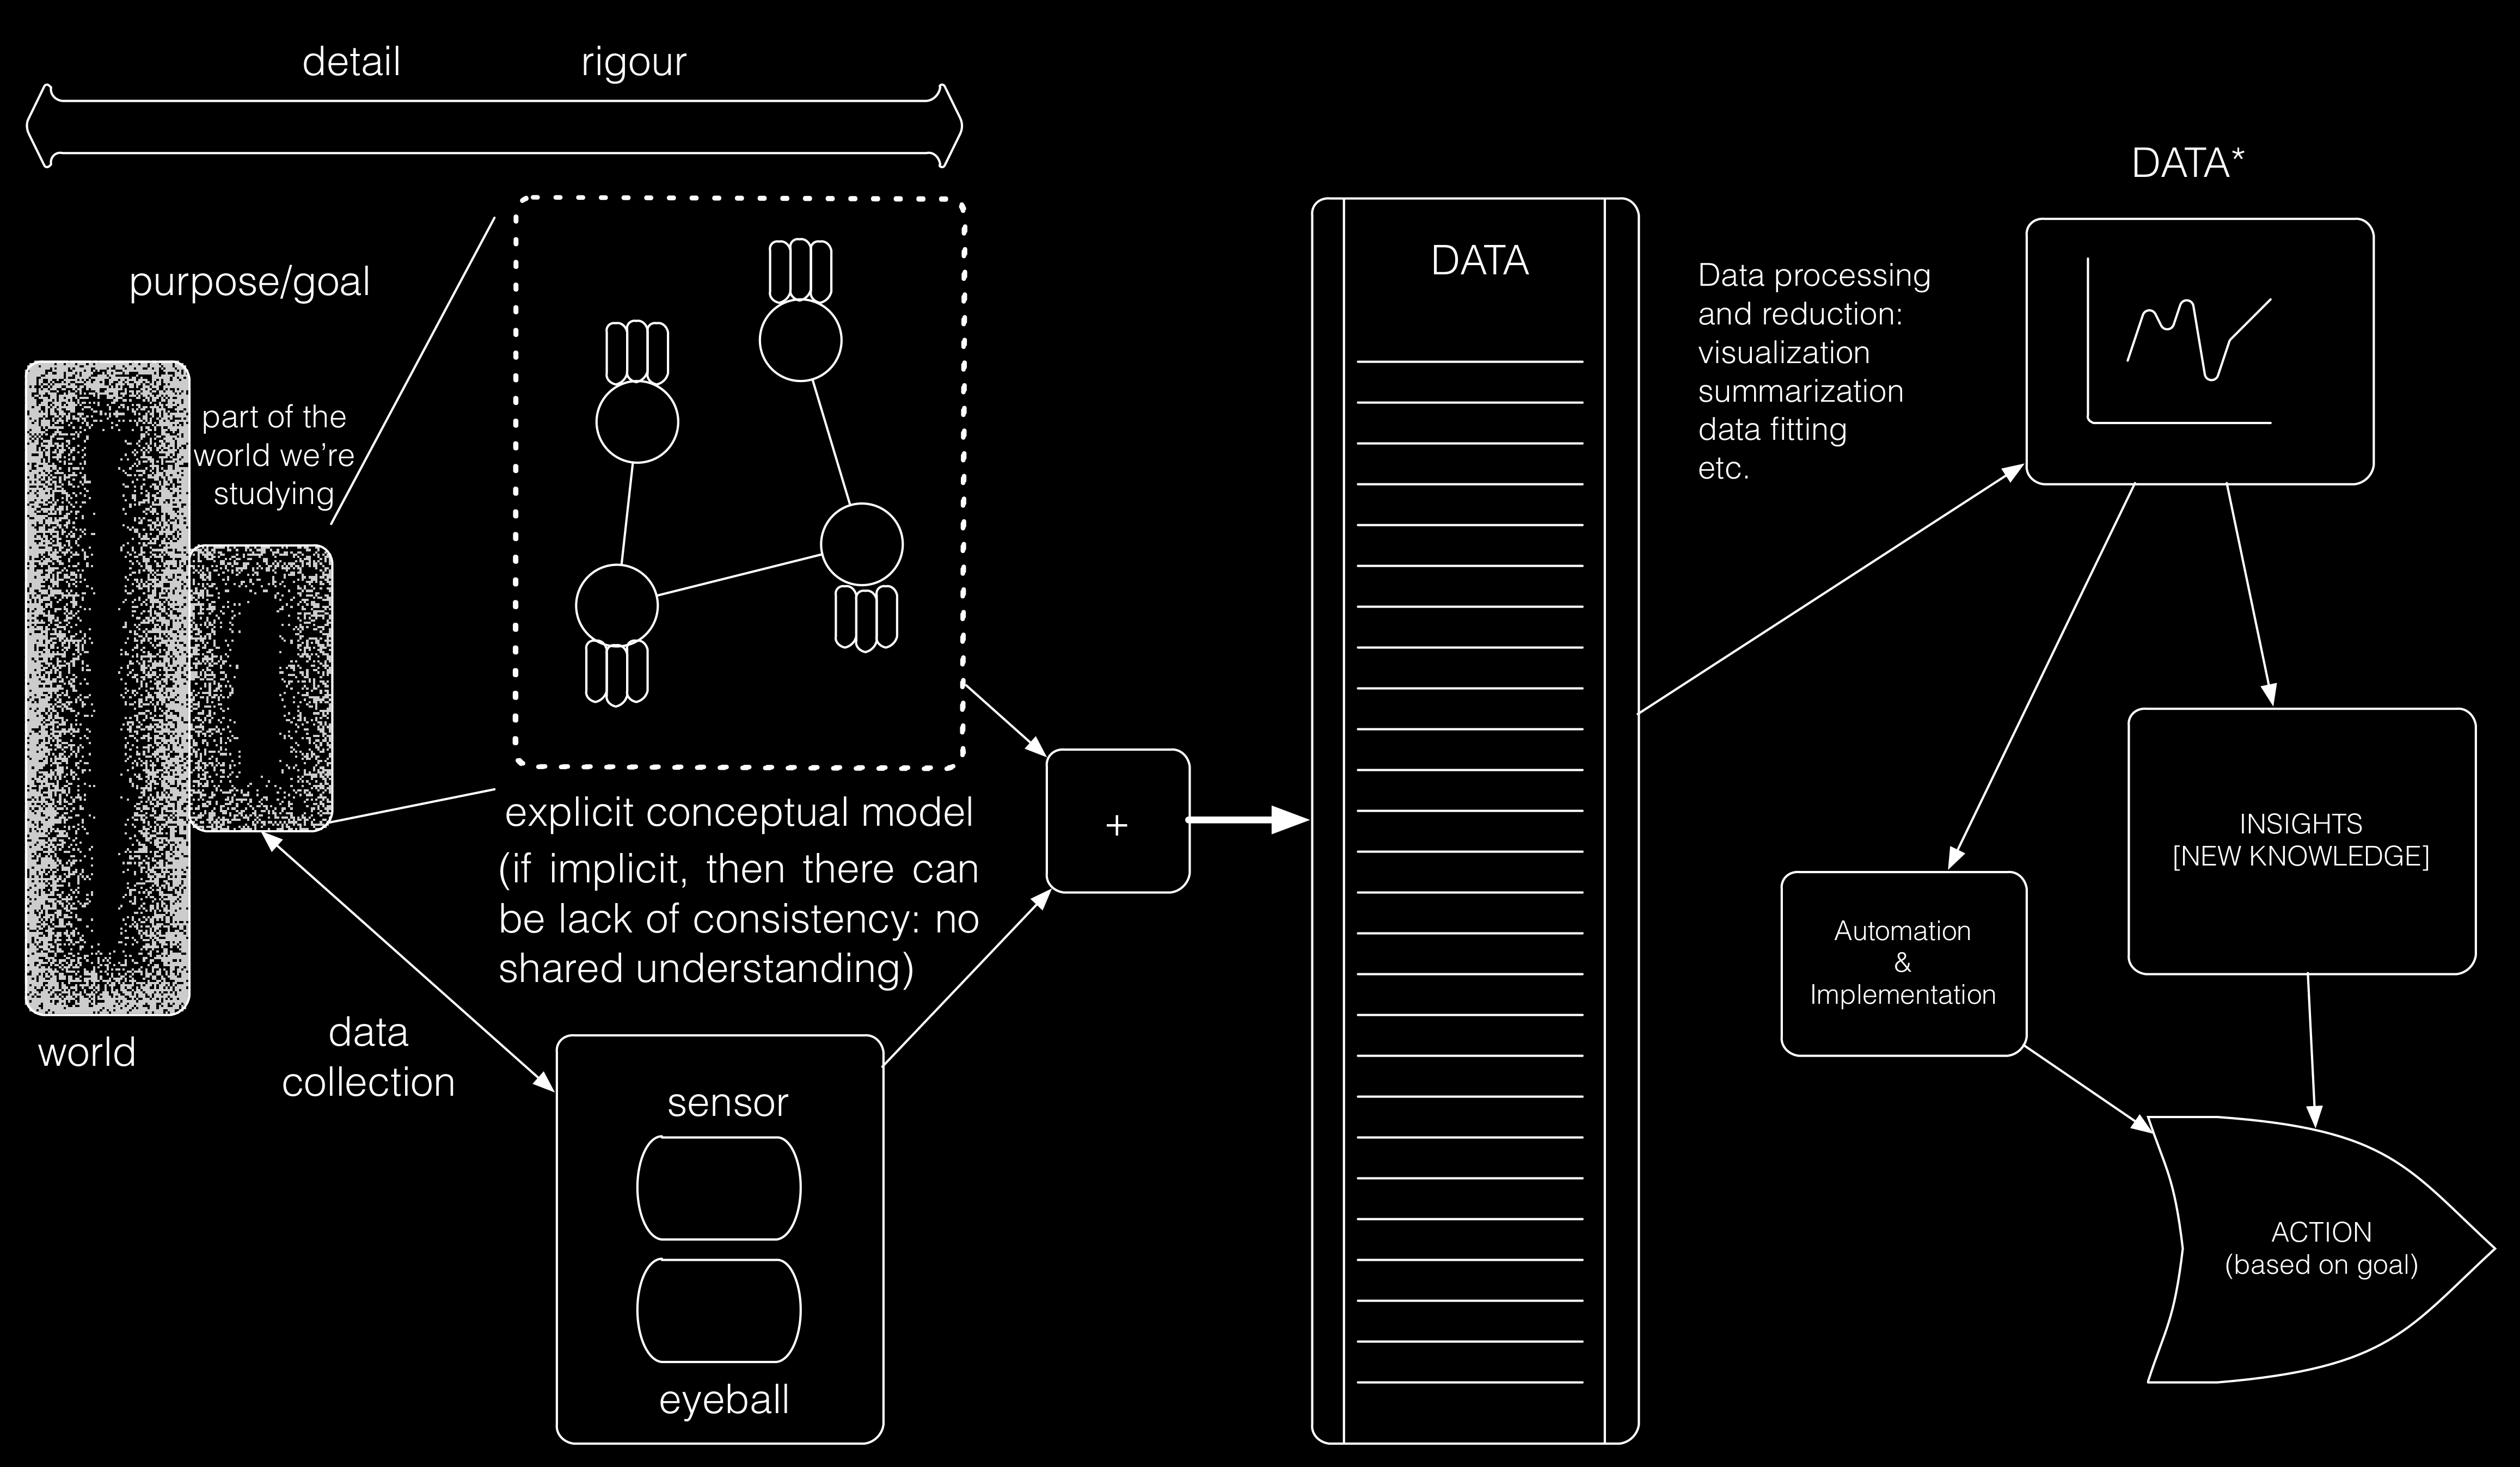 detail
rigour
purpose/goal
part of the
world we're
studying
world
explicit conceptual model
(if implicit, then there can
be lack of consistency: no
shared understanding)
data
collection
sensor
eyeball
+
DATA
Data processing
and reduction:
visualization
summarization
data fitting
etc.
DATA*
Automation
&
Implementation
INSIGHTS
[NEW KNOWLEDGE]
ACTION
(based on goal)